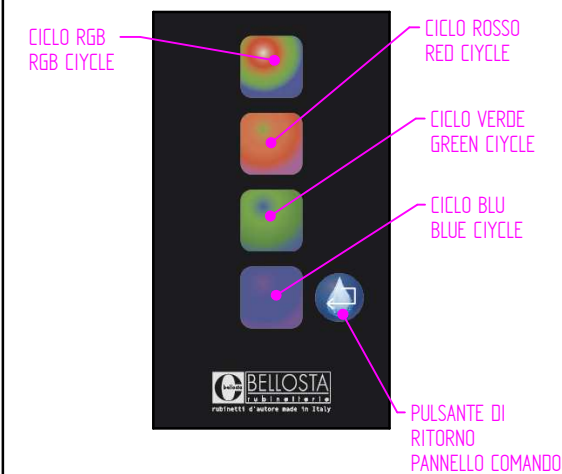 CICLO RGB
RGB CIYCLE
CICLO ROSSO
RED CIYCLE
CICLO VERDE
GREEN CIYCLE
CICLO BLU
BLUE CIYCLE
bellosta
BELLOSTA
rubinetterie
rubinetti d'autore made in Italy
PULSANTE DI
RITORNO
PANNELLO COMANDO